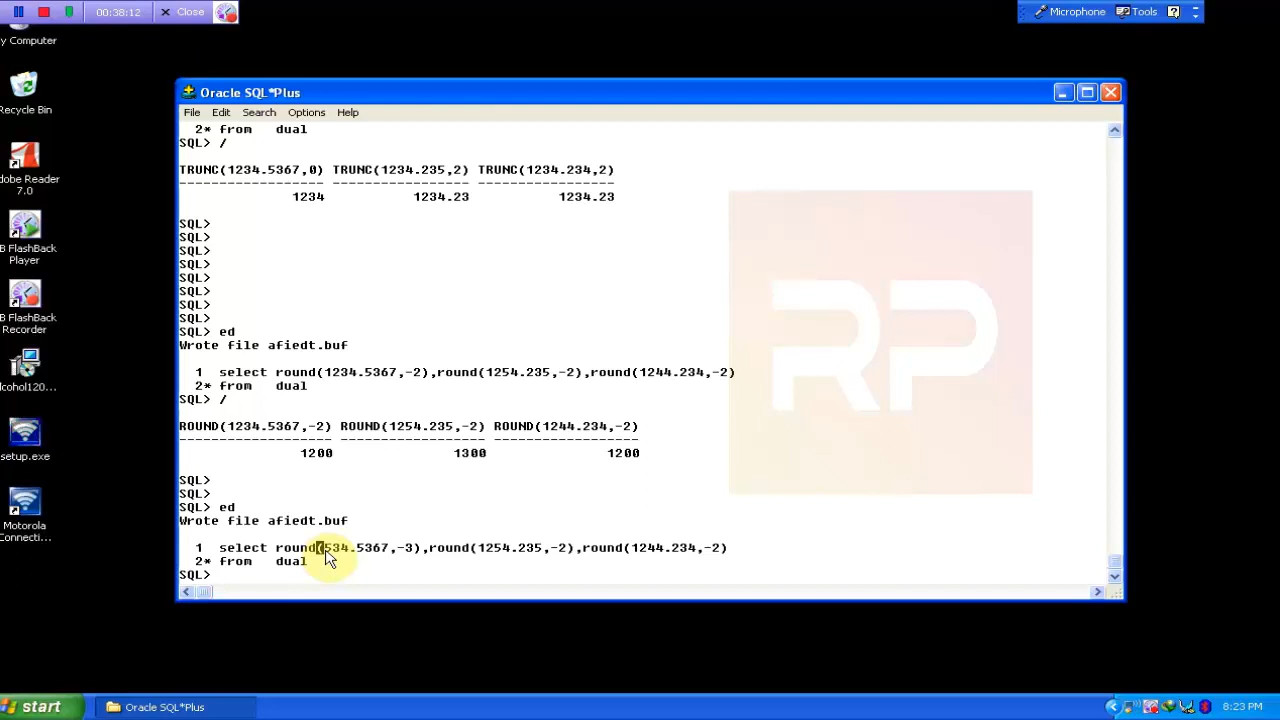 00:38:12 Close
Microphone Tools
My Computer
Recycle Bin
Adobe Reader
7.0
BB FlashBack
Player
BB FlashBack
Recorder
Alcohol120...
setup.exe
Motorola
Connecti...
Oracle SQL*Plus
File Edit Search Options Help
2* from dual
SQL> /
TRUNC(1234.5367,0) TRUNC(1234.235,2) TRUNC(1234.234,2)
------------------ ----------------- -----------------
1234 1234.23 1234.23
SQL>
SQL>
SQL>
SQL>
SQL>
SQL>
SQL>
SQL>
SQL> ed
Wrote file afiedt.buf
1 select round(1234.5367,-2),round(1254.235,-2),round(1244.234,-2)
2* from dual
SQL> /
ROUND(1234.5367,-2) ROUND(1254.235,-2) ROUND(1244.234,-2)
------------------- ------------------ ------------------
1200 1300 1200
SQL>
SQL>
SQL> ed
Wrote file afiedt.buf
1 select round(534.5367,-3),round(1254.235,-2),round(1244.234,-2)
2* from dual
SQL>
RP
start
Oracle SQL*Plus
8:23 PM